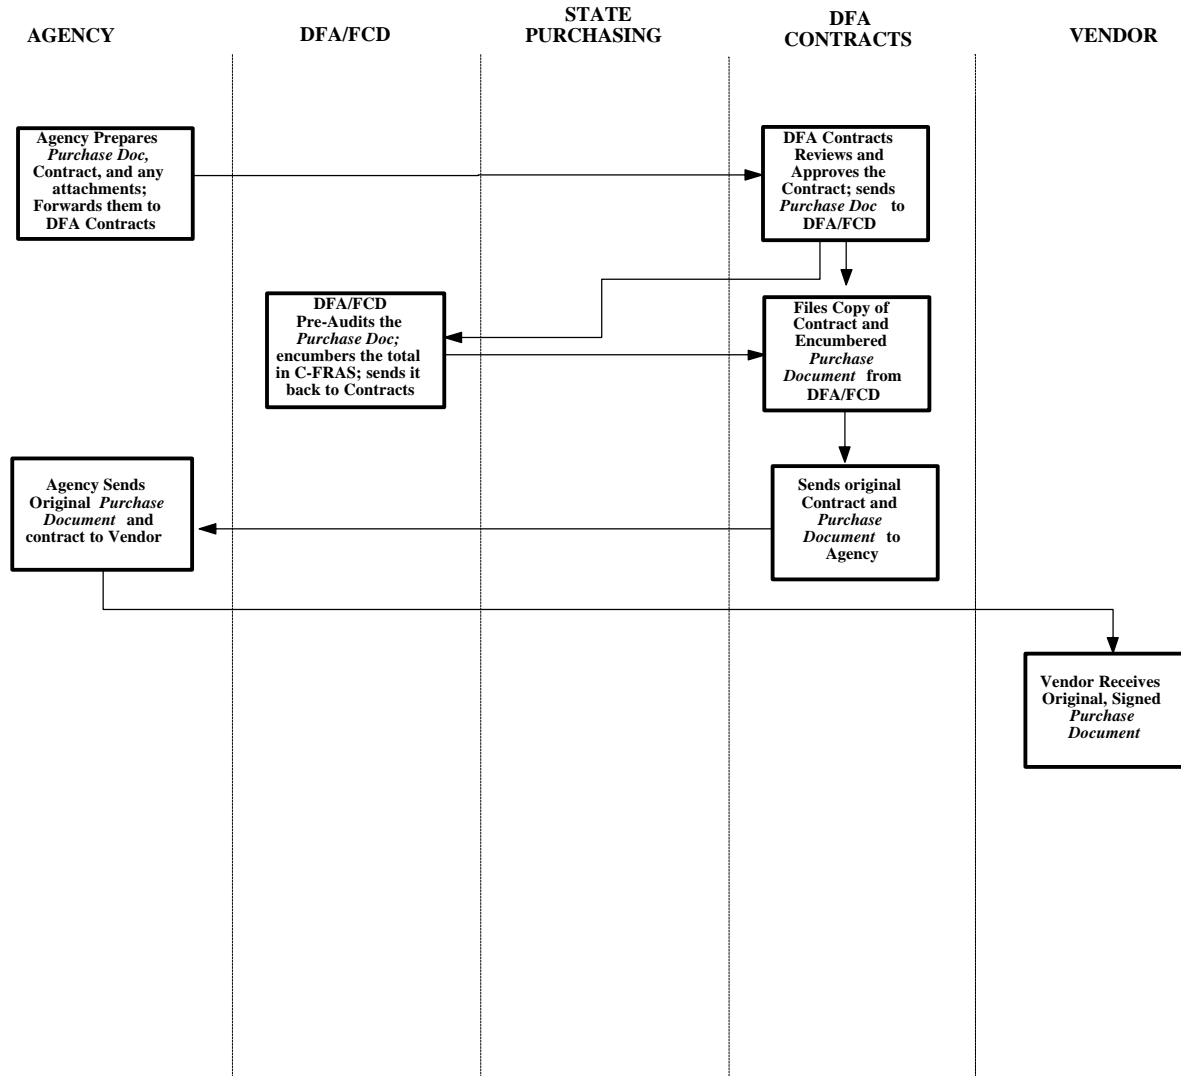 AGENCY
DFA/FCD
STATE
PURCHASING
DFA
CONTRACTS
VENDOR
Agency Prepares
Purchase Doc,
Contract, and any
attachments;
Forwards them to
DFA Contracts
DFA Contracts
Reviews and
Approves the
Contract; sends
Purchase Doc to
DFA/FCD
DFA/FCD
Pre-Audits the
Purchase Doc;
encumbers the total
in C-FRAS; sends it
back to Contracts
Files Copy of
Contract and
Encumbered
Purchase
Document from
DFA/FCD
Agency Sends
Original Purchase
Document and
contract to Vendor
Sends original
Contract and
Purchase
Document to
Agency
Vendor Receives
Original, Signed
Purchase
Document